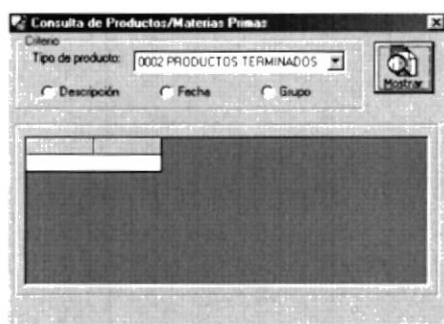 Consulta de Productos/Materias Primas
Criterio
Tipo de producto: 0002 PRODUCTOS TERMINADOS
Descripción Fecha Grupo
Mostrar